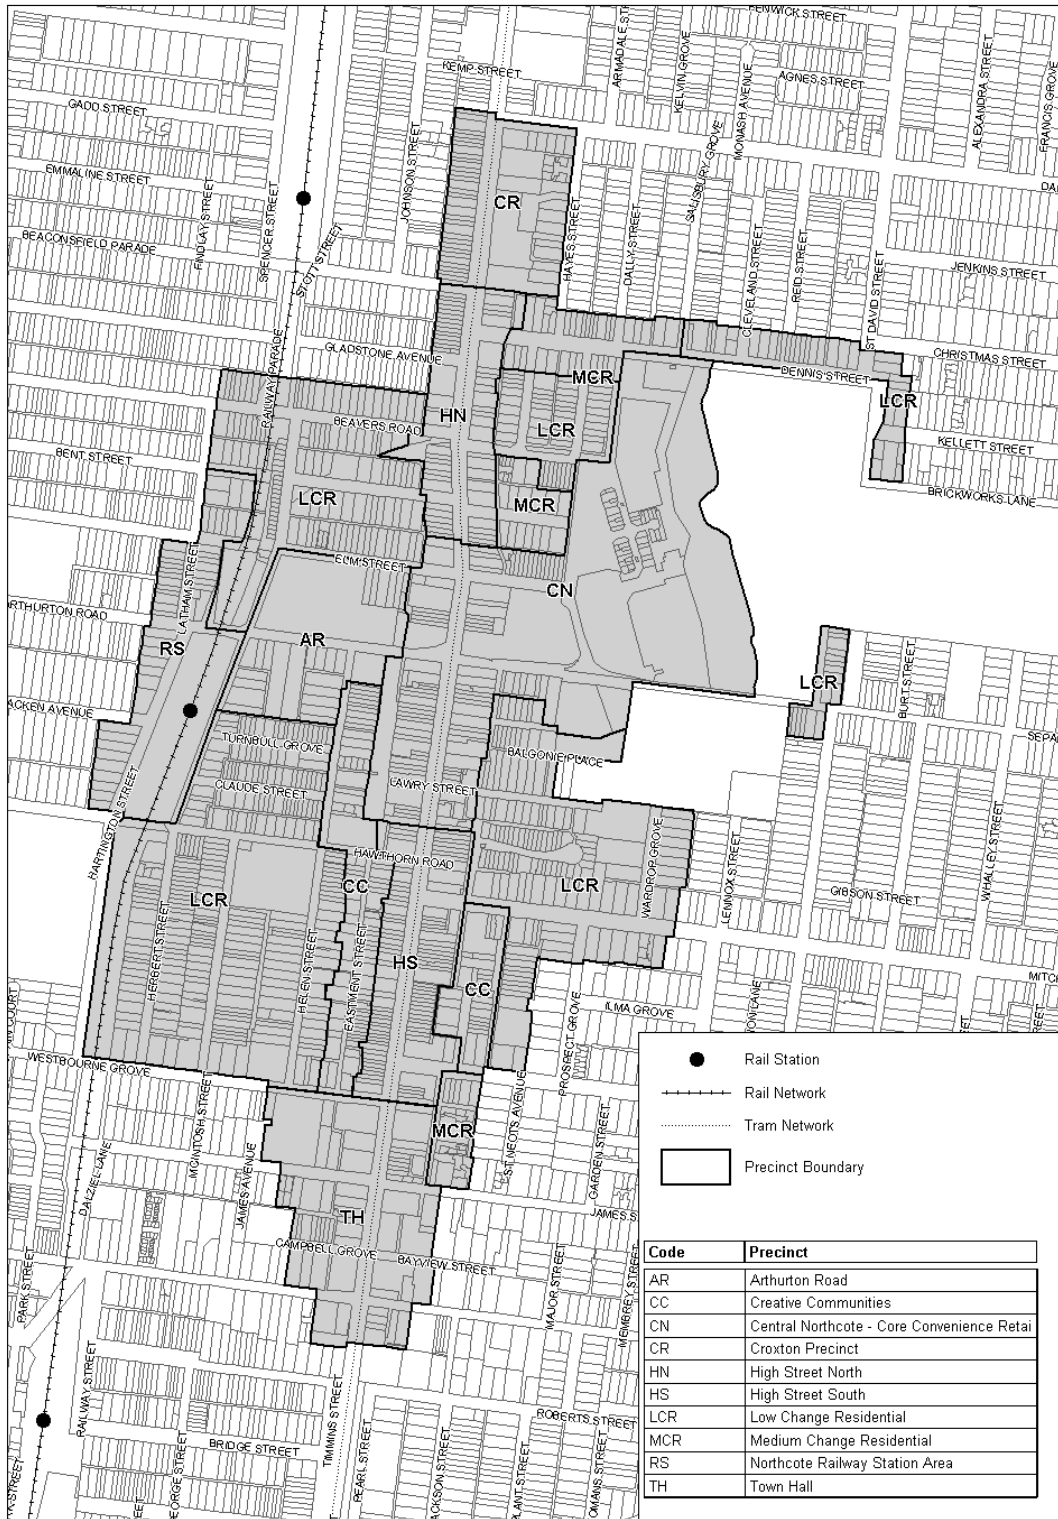 FENWICK STREET
KEMP STREET
ARMADALE ST
KELVIN GROVE
MONASH AVENUE
AGNES STREET
ALEXANDRA STREET
FRANCIS GROVE
GADD STREET
JOHNSON STREET
SALISBURY GROVE
EMMALINE STREET
FINDLAY STREET
SPENCER STREET
CR
BEACONSFIELD PARADE
STOTT STREET
HAYES STREET
DALLY STREET
CLEVELAND STREET
REID STREET
ST DAVID STREET
JENKINS STREET
GLADSTONE AVENUE
RAILWAY PARADE
CHRISTMAS STREET
DENNIS STREET
MCR
LCR
HN
BEAVERS ROAD
LCR
KELLETT STREET
BENT STREET
BRICKWORKS LANE
LCR
MCR
ELM STREET
CN
LATHAM STREET
ARTHURTON ROAD
AR
RS
LCR
BURT STREET
ACKEN AVENUE
SEPA
TURNBULL GROVE
BALGONIE PLACE
CLAUDE STREET
LAWRY STREET
HARTINGTON STREET
HAWTHORN ROAD
WARDROP GROVE
LENNOX STREET
WHALLEY STREET
GIBSON STREET
LCR
CC
LCR
HERBERT STREET
HELEN STREET
EASTMENT STREET
HS
CC
MITC
ILMA GROVE
PROSPECT GROVE
WESTBOURNE GROVE
MCINTOSH STREET
ST NEOTS AVENUE
GARDEN STREET
MCR
DALZIEL LANE
JAMES AVENUE
JAMES S
TH
CAMPBELL GROVE
BAYVIEW STREET
PARK STREET
MAJOR STREET
MEMBREY STREET
RAILWAY STREET
TIMMINS STREET
PEARL STREET
ROBERTS STREET
BRIDGE STREET
Rail Station
Rail Network
Tram Network
Precinct Boundary
Code Precinct
AR Arthurton Road
CC Creative Communities
CN Central Northcote - Core Convenience Retai
CR Croxton Precinct
HN High Street North
HS High Street South
LCR Low Change Residential
MCR Medium Change Residential
RS Northcote Railway Station Area
TH Town Hall